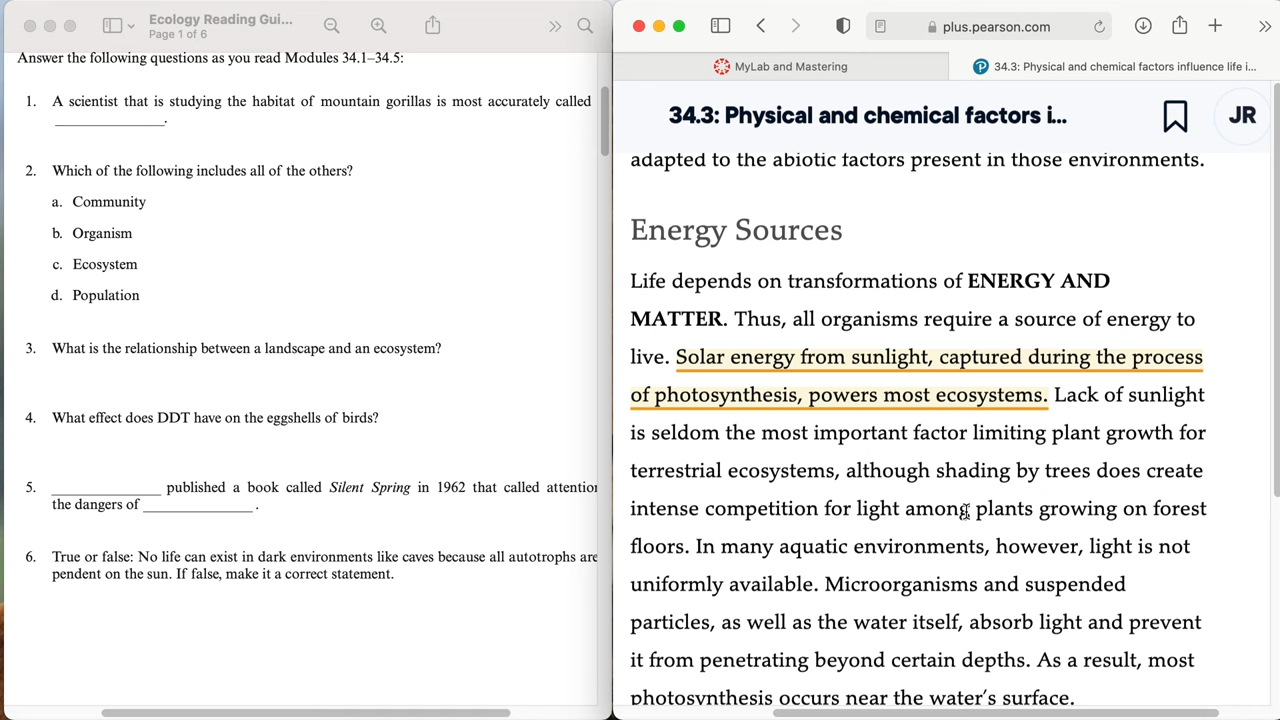 Ecology Reading Gui...
Page 1 of 6
Answer the following questions as you read Modules 34.1–34.5:
1. A scientist that is studying the habitat of mountain gorillas is most accurately called
____________.
2. Which of the following includes all of the others?
a. Community
b. Organism
c. Ecosystem
d. Population
3. What is the relationship between a landscape and an ecosystem?
4. What effect does DDT have on the eggshells of birds?
5. ____________ published a book called Silent Spring in 1962 that called attention
the dangers of ____________ .
6. True or false: No life can exist in dark environments like caves because all autotrophs are
pendent on the sun. If false, make it a correct statement.
plus.pearson.com
MyLab and Mastering
34.3: Physical and chemical factors influence life i...
34.3: Physical and chemical factors i...
JR
adapted to the abiotic factors present in those environments.
Energy Sources
Life depends on transformations of ENERGY AND
MATTER. Thus, all organisms require a source of energy to
live. Solar energy from sunlight, captured during the process
of photosynthesis, powers most ecosystems. Lack of sunlight
is seldom the most important factor limiting plant growth for
terrestrial ecosystems, although shading by trees does create
intense competition for light among plants growing on forest
floors. In many aquatic environments, however, light is not
uniformly available. Microorganisms and suspended
particles, as well as the water itself, absorb light and prevent
it from penetrating beyond certain depths. As a result, most
photosynthesis occurs near the water's surface.